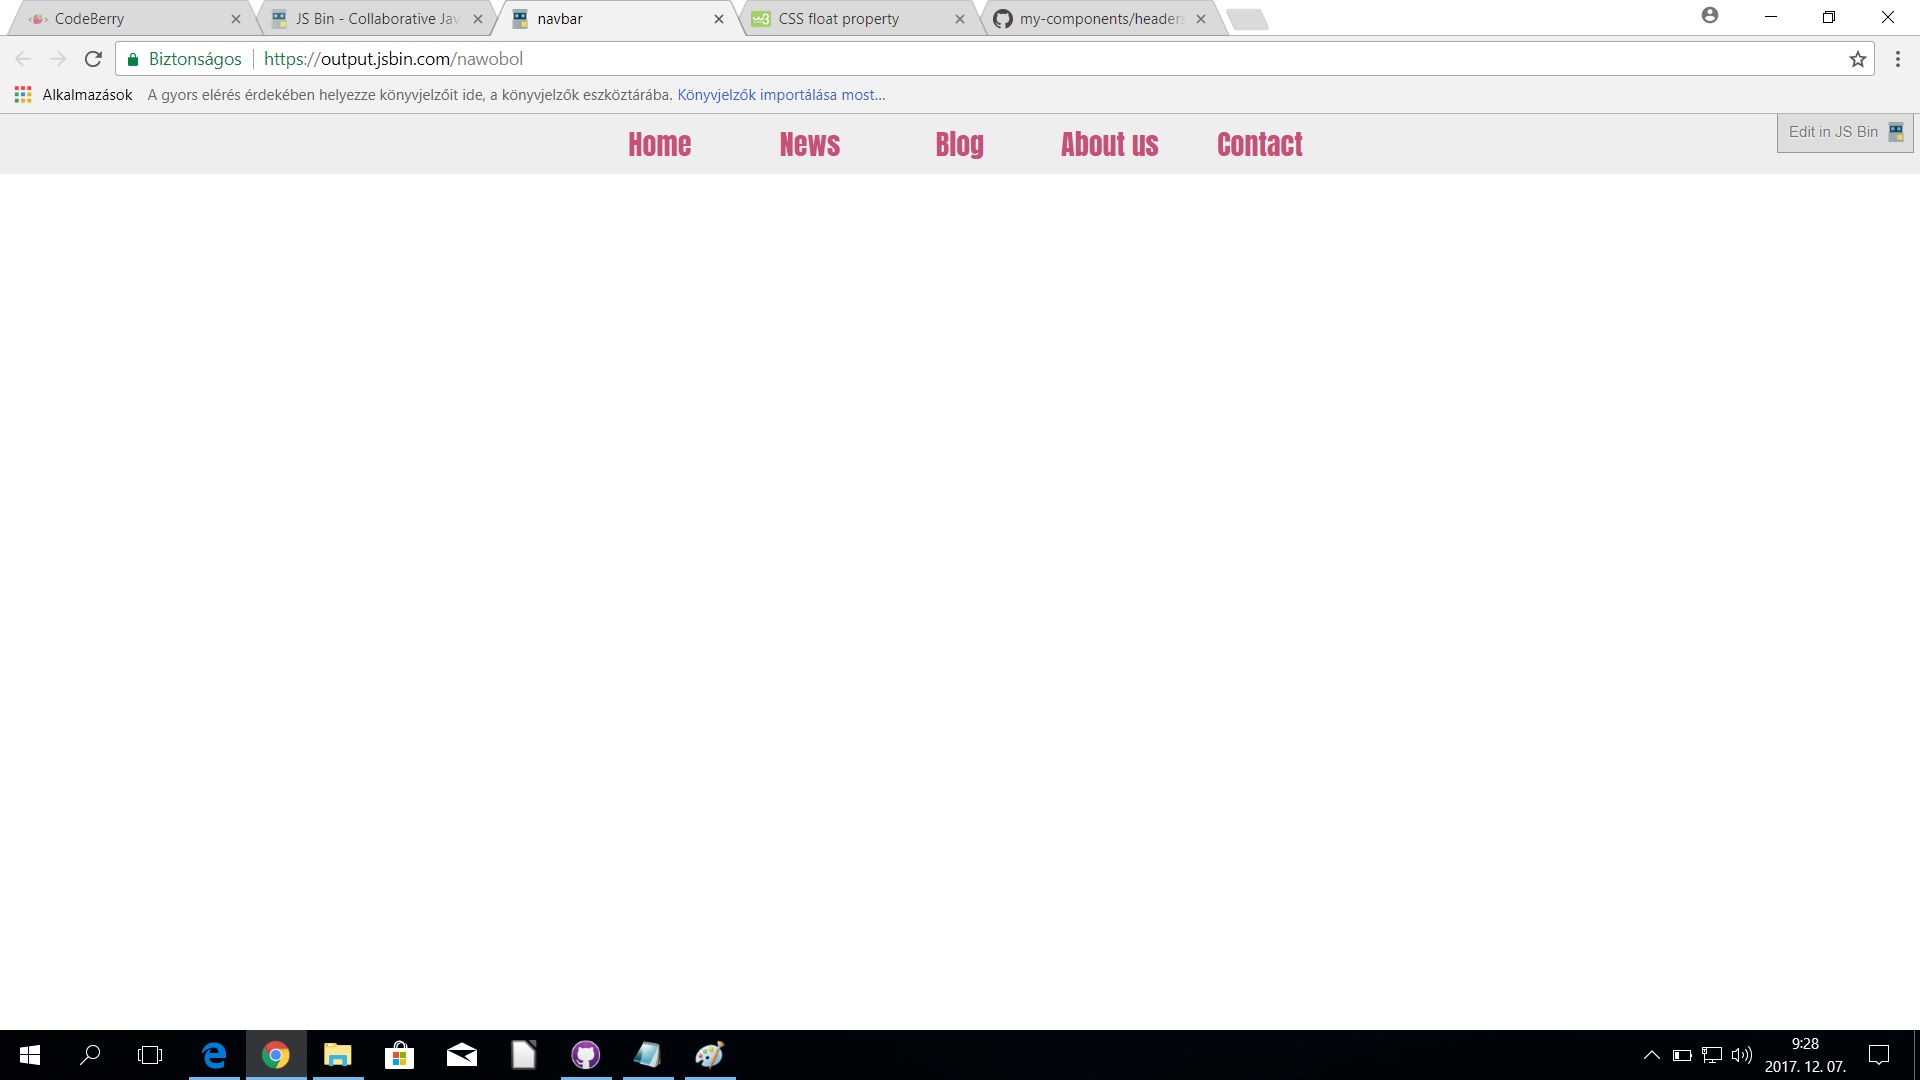 CodeBerry
JS Bin - Collaborative Jav
navbar
CSS float property
my-components/headers
Biztonságos
https://output.jsbin.com/nawobol
Alkalmazások
A gyors elérés érdekében helyezze könyvjelzőit ide, a könyvjelzők eszköztárába. Könyvjelzők importálása most...
Home
News
Blog
About us
Contact
Edit in JS Bin
9:28
2017. 12. 07.